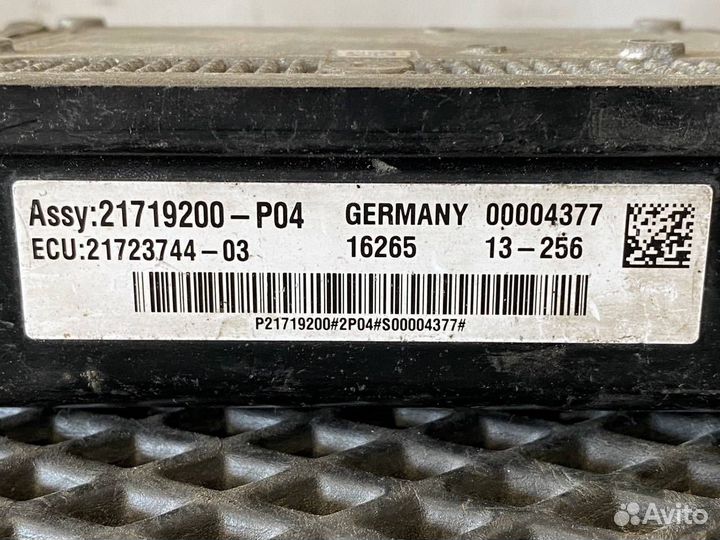 Assy:21719200-P04 GERMANY 00004377
ECU:21723744-03 16265 13-256
P21719200#2P04#S00004377#
Avito